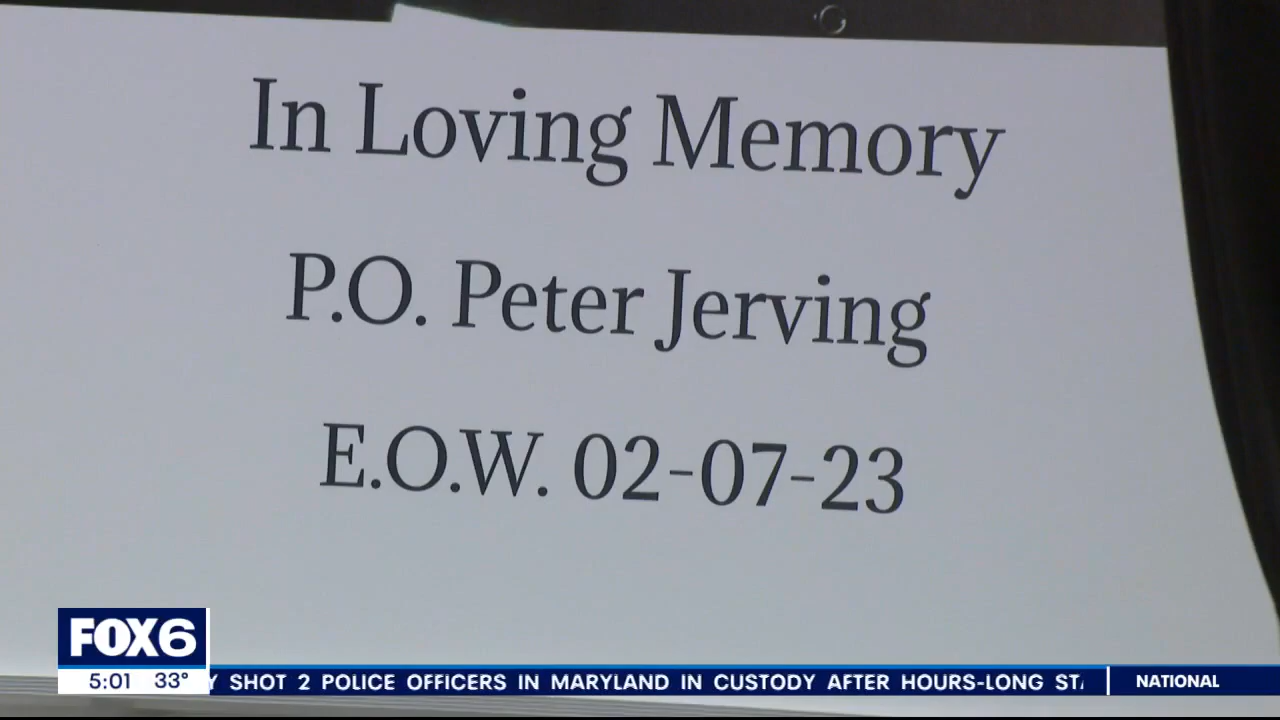 In Loving Memory
P.O. Peter Jerving
E.O.W. 02-07-23
FOX6
5:01 33°
SHOT 2 POLICE OFFICERS IN MARYLAND IN CUSTODY AFTER HOURS-LONG
NATIONAL